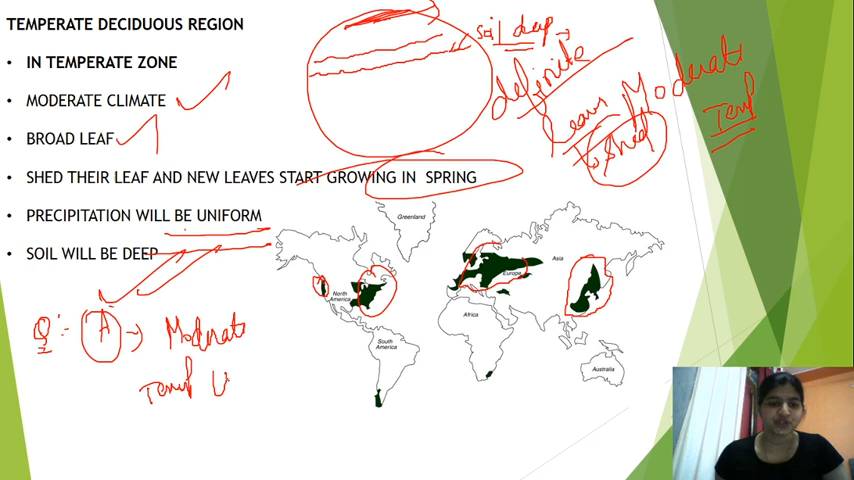 TEMPERATE DECIDUOUS REGION
• IN TEMPERATE ZONE
• MODERATE CLIMATE
• BROAD LEAF
• SHED THEIR LEAF AND NEW LEAVES START GROWING IN SPRING
• PRECIPITATION WILL BE UNIFORM
• SOIL WILL BE DEEP
soil deep
definite
leaves
to shed
Moderate
Temp
Greenland
Asia
Europe
North
America
Africa
South
America
Australia
Q:- A → Moderate
Temp